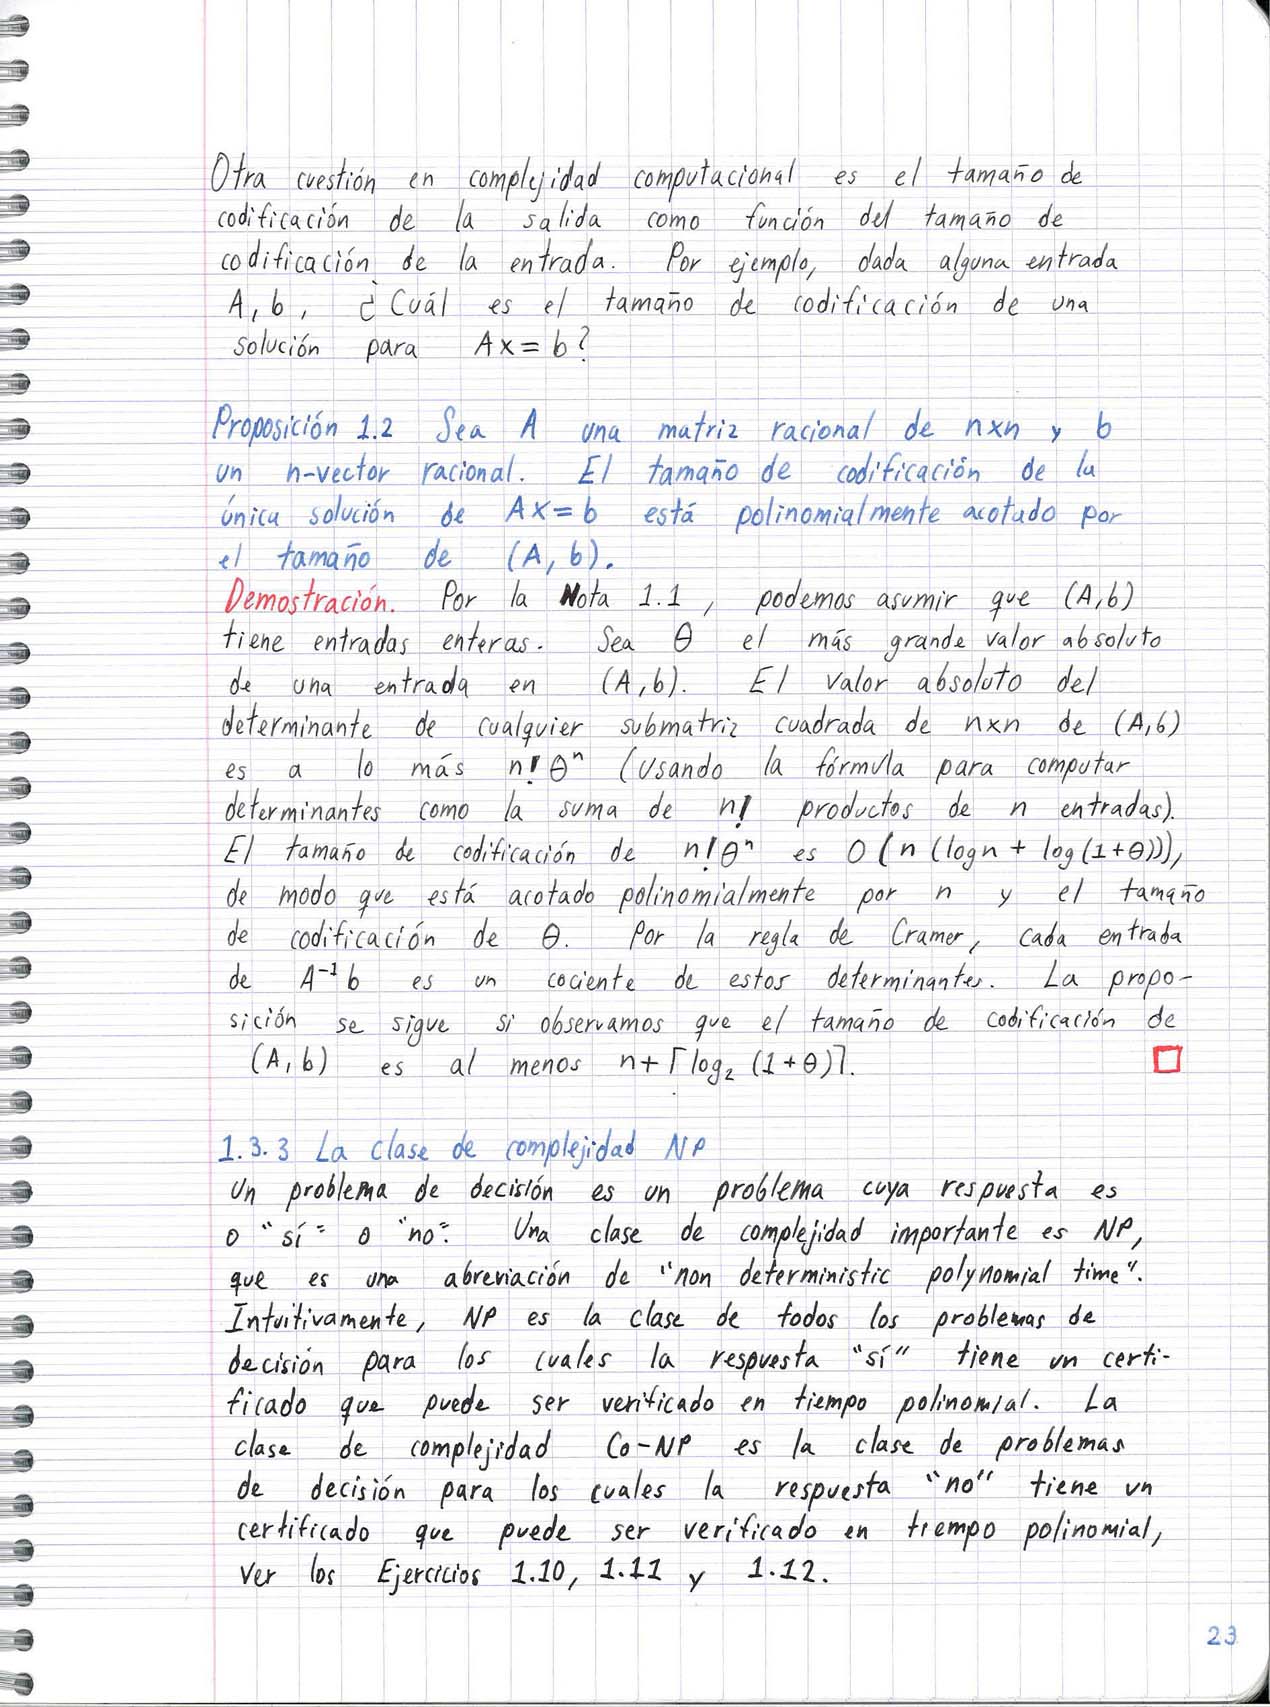 Otra cuestión en complejidad computacional es el tamaño de
codificación de la salida como función del tamaño de
codificación de la entrada. Por ejemplo, dada alguna entrada
A, b, ¿Cuál es el tamaño de codificación de una
solución para Ax = b?
Proposición 1.2 Sea A una matriz racional de n×n y b
un n-vector racional. El tamaño de codificación de la
única solución de Ax = b está polinomialmente acotado por
el tamaño de (A, b).
Demostración. Por la Nota 1.1, podemos asumir que (A,b)
tiene entradas enteras. Sea θ el más grande valor absoluto
de una entrada en (A,b). El valor absoluto del
determinante de cualquier submatriz cuadrada de n×n de (A,b)
es a lo más n! θⁿ (Usando la fórmula para computar
determinantes como la suma de n! productos de n entradas).
El tamaño de codificación de n! θⁿ es O(n(log n + log(1+θ))),
de modo que está acotado polinomialmente por n y el tamaño
de codificación de θ. Por la regla de Cramer, cada entrada
de A⁻¹b es un cociente de estos determinantes. La propo-
sición se sigue si observamos que el tamaño de codificación de
(A,b) es al menos n+⌈log₂ (1+θ)⌉. □
1.3.3 La clase de complejidad NP
Un problema de decisión es un problema cuya respuesta es
o "sí" o "no". Una clase de complejidad importante es NP,
que es una abreviación de "non deterministic polynomial time".
Intuitivamente, NP es la clase de todos los problemas de
decisión para los cuales la respuesta "sí" tiene un certi-
ficado que puede ser verificado en tiempo polinomial. La
clase de complejidad Co-NP es la clase de problemas
de decisión para los cuales la respuesta "no" tiene un
certificado que puede ser verificado en tiempo polinomial,
Ver los Ejercicios 1.10, 1.11 y 1.12.
23